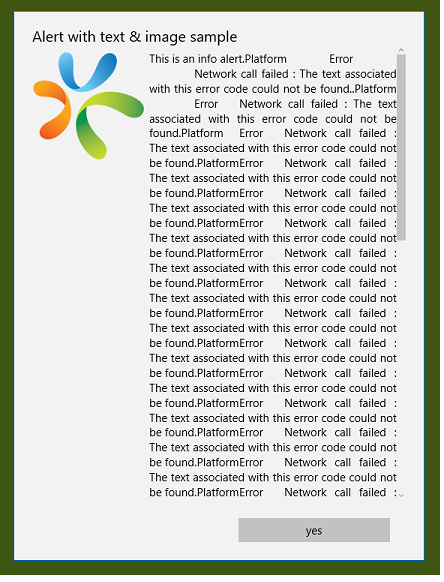 Alert with text & image sample
This is an info alert.Platform Error
Network call failed : The text associated
with this error code could not be found..Platform
Error Network call failed : The text
associated with this error code could not be
found.Platform Error Network call failed :
The text associated with this error code could not
be found.PlatformError Network call failed :
The text associated with this error code could not
be found.PlatformError Network call failed :
The text associated with this error code could not
be found.PlatformError Network call failed :
The text associated with this error code could not
be found.PlatformError Network call failed :
The text associated with this error code could not
be found.PlatformError Network call failed :
The text associated with this error code could not
be found.PlatformError Network call failed :
The text associated with this error code could not
be found.PlatformError Network call failed :
The text associated with this error code could not
be found.PlatformError Network call failed :
The text associated with this error code could not
be found.PlatformError Network call failed :
The text associated with this error code could not
be found.PlatformError Network call failed :
The text associated with this error code could not
be found.PlatformError Network call failed :
The text associated with this error code could not
be found.PlatformError Network call failed :
yes